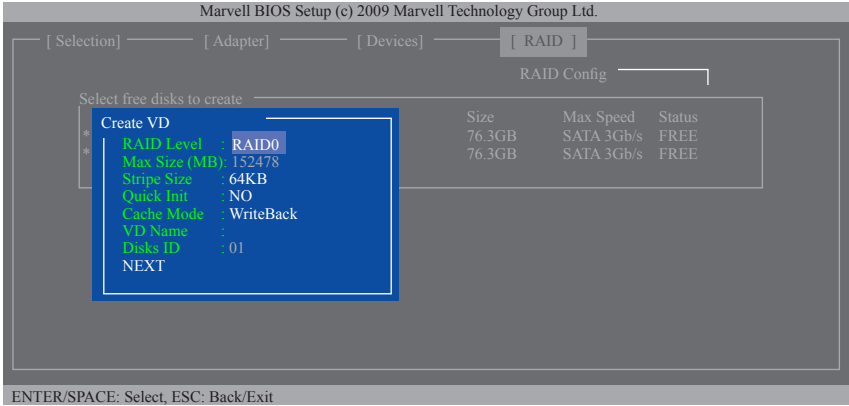 Marvell BIOS Setup (c) 2009 Marvell Technology Group Ltd.
[ Selection] [ Adapter] [ Devices] [ RAID ]
RAID Config
Select free disks to create
Size Max Speed Status
* 76.3GB SATA 3Gb/s FREE
* 76.3GB SATA 3Gb/s FREE
Create VD
RAID Level : RAID0
Max Size (MB): 152478
Stripe Size : 64KB
Quick Init : NO
Cache Mode : WriteBack
VD Name :
Disks ID : 01
NEXT
ENTER/SPACE: Select, ESC: Back/Exit